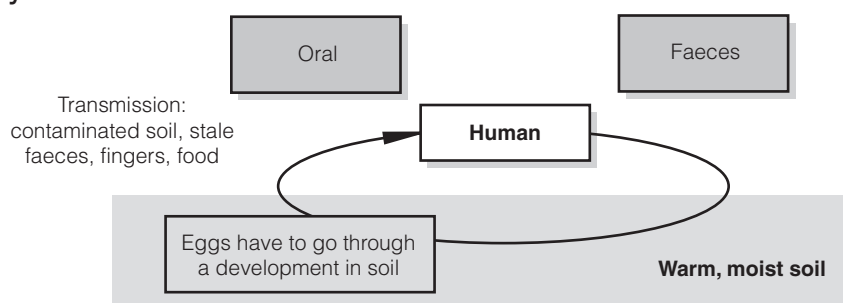 Oral
Faeces
Transmission:
contaminated soil, stale
faeces, fingers, food
Human
Eggs have to go through
a development in soil
Warm, moist soil